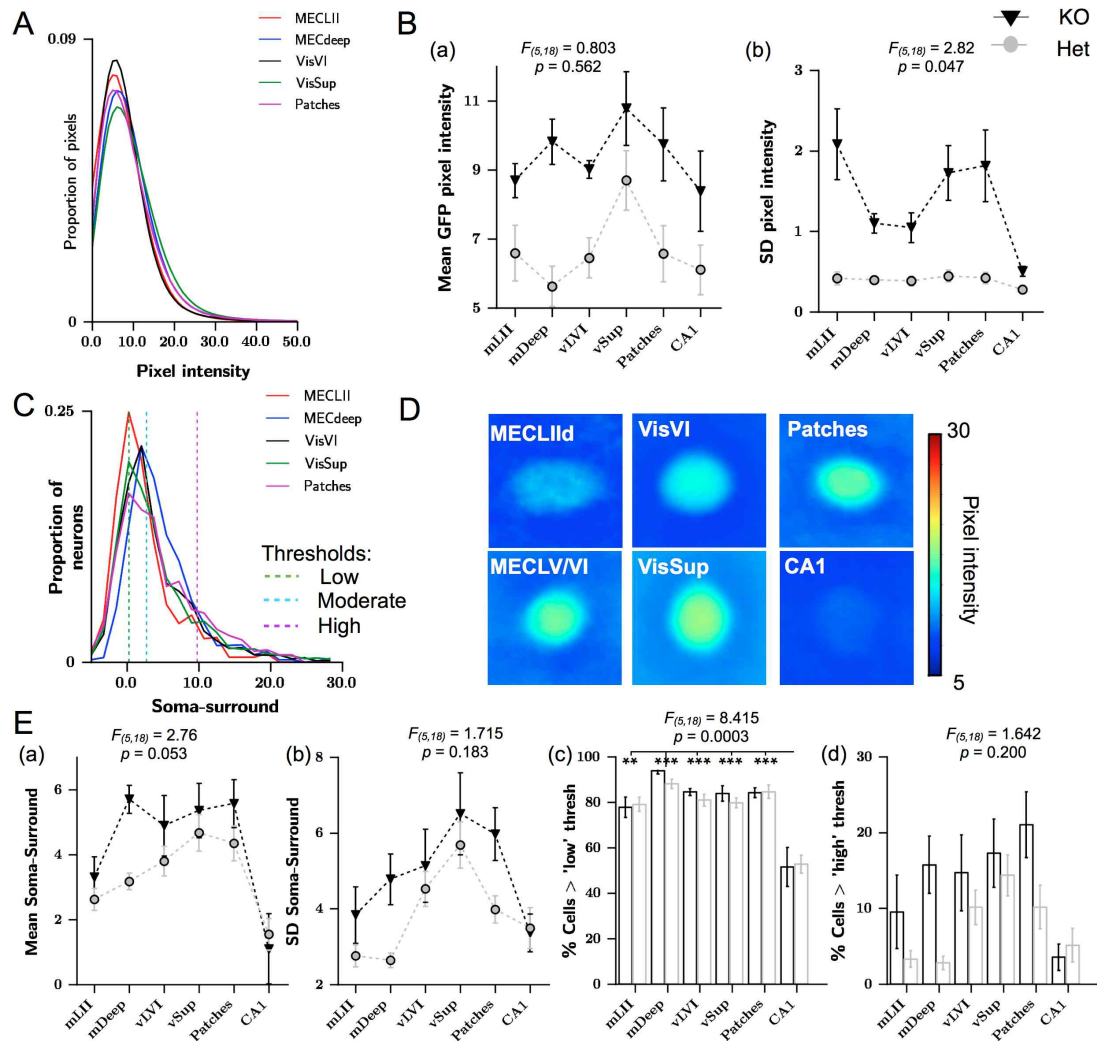 A
0.09
Proportion of pixels
0
0.0 10.0 20.0 30.0 40.0 50.0
Pixel intensity
MECLII
MECdeep
VisVI
VisSup
Patches
B
KO
Het
(a)
F(5,18) = 0.803
p = 0.562
Mean GFP pixel intensity
11
9
7
5
mLII mDeep vLVI vSup Patches CA1
(b)
F(5,18) = 2.82
p = 0.047
SD pixel intensity
3
2
1
0
mLII mDeep vLVI vSup Patches CA1
C
0.25
Proportion of
neurons
0
0.0 10.0 20.0 30.0
Soma-surround
MECLII
MECdeep
VisVI
VisSup
Patches
Thresholds:
Low
Moderate
High
D
MECLIId
VisVI
Patches
MECLV/VI
VisSup
CA1
30
Pixel intensity
5
E
(a)
F(5,18) = 2.76
p = 0.053
Mean Soma-Surround
6
4
2
0
mLII mDeep vLVI vSup Patches CA1
(b)
F(5,18) = 1.715
p = 0.183
SD Soma-Surround
8
6
4
2
mLII mDeep vLVI vSup Patches CA1
(c)
F(5,18) = 8.415
p = 0.0003
** *** *** *** ***
% Cells > 'low' thresh
100
80
60
40
20
0
mLII mDeep vLVI vSup Patches CA1
(d)
F(5,18) = 1.642
p = 0.200
% Cells > 'high' thresh
30
20
10
0
mLII mDeep vLVI vSup Patches CA1